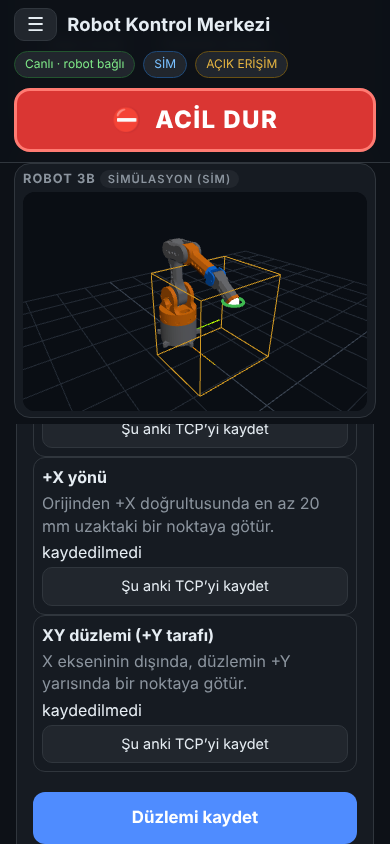 Robot Kontrol Merkezi
Canlı · robot bağlı
SİM
AÇIK ERİŞİM
ACİL DUR
ROBOT 3B
SİMÜLASYON (SİM)
Şu anki TCP’yi kaydet
+X yönü
Orijinden +X doğrultusunda en az 20
mm uzaktaki bir noktaya götür.
kaydedilmedi
Şu anki TCP’yi kaydet
XY düzlemi (+Y tarafı)
X ekseninin dışında, düzlemin +Y
yarısında bir noktaya götür.
kaydedilmedi
Şu anki TCP’yi kaydet
Düzlemi kaydet